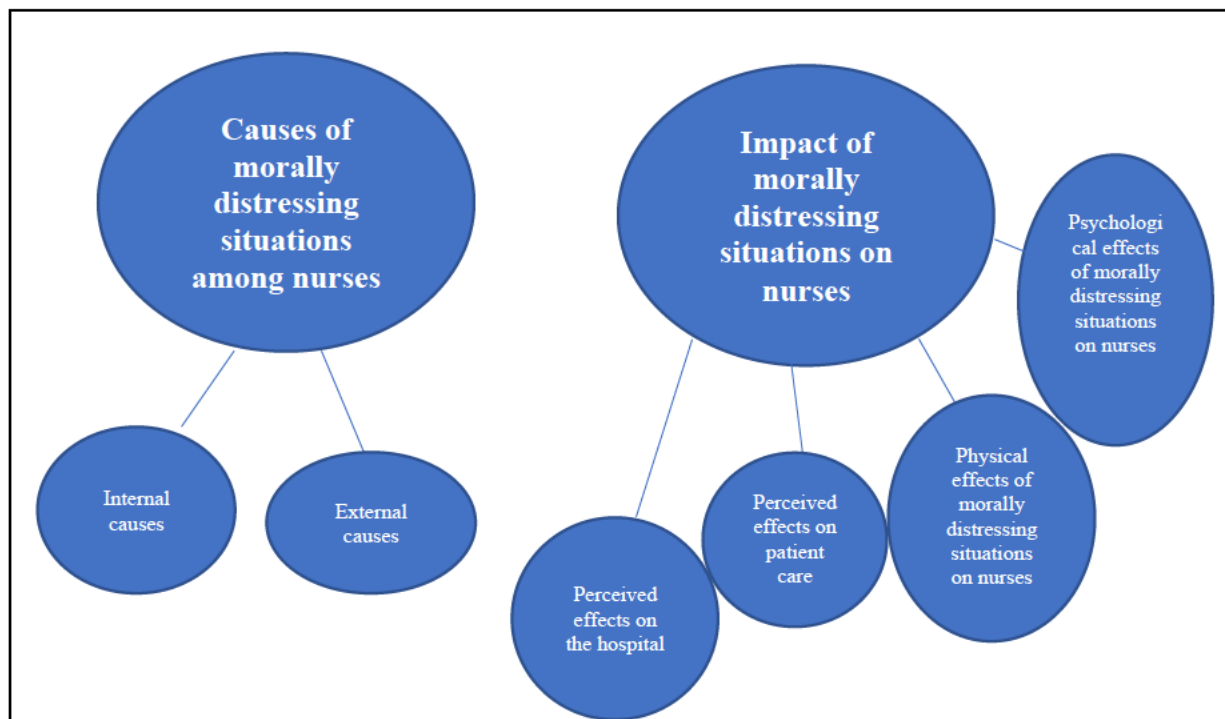 Causes of
morally
distressing
situations
among nurses
Internal
causes
External
causes
Impact of
morally
distressing
situations on
nurses
Perceived
effects on
the hospital
Perceived
effects on
patient
care
Physical
effects of
morally
distressing
situations
on nurses
Psychologi
cal effects
of morally
distressing
situations
on nurses